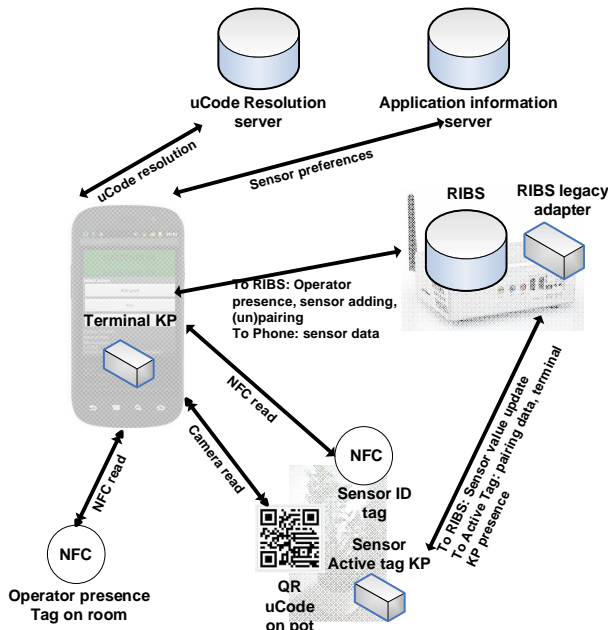 uCode Resolution
server
Application information
server
uCode resolution
Sensor preferences
RIBS
RIBS legacy
adapter
To RIBS: Operator
presence, sensor adding,
(un)pairing
To Phone: sensor data
Terminal KP
NFC read
Camera read
NFC read
NFC
Sensor ID
tag
To RIBS: Sensor value update
To Active Tag: pairing data, terminal
KP presence
NFC
Operator presence
Tag on room
Sensor
Active tag KP
QR
uCode
on pot